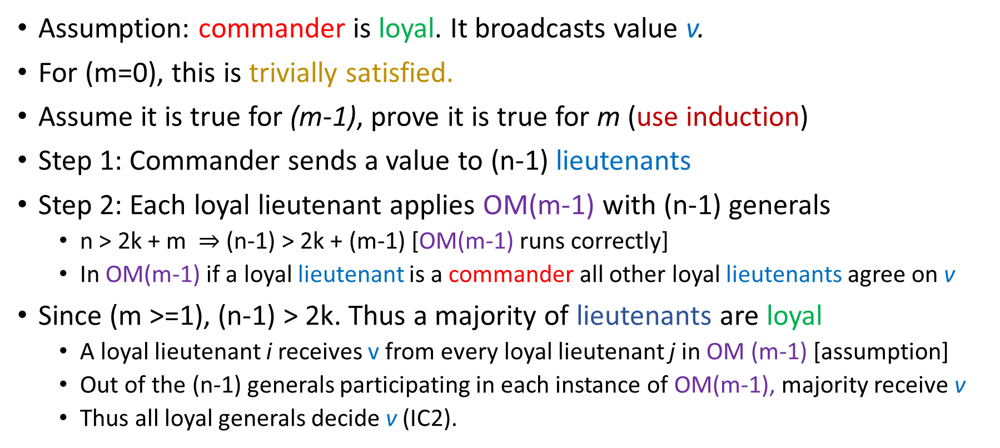 • Assumption: commander is loyal. It broadcasts value v.
• For (m=0), this is trivially satisfied.
• Assume it is true for (m-1), prove it is true for m (use induction)
• Step 1: Commander sends a value to (n-1) lieutenants
• Step 2: Each loyal lieutenant applies OM(m-1) with (n-1) generals
• n > 2k + m ⇒ (n-1) > 2k + (m-1) [OM(m-1) runs correctly]
• In OM(m-1) if a loyal lieutenant is a commander all other loyal lieutenants agree on v
• Since (m >=1), (n-1) > 2k. Thus a majority of lieutenants are loyal
• A loyal lieutenant i receives v from every loyal lieutenant j in OM (m-1) [assumption]
• Out of the (n-1) generals participating in each instance of OM(m-1), majority receive v
• Thus all loyal generals decide v (IC2).